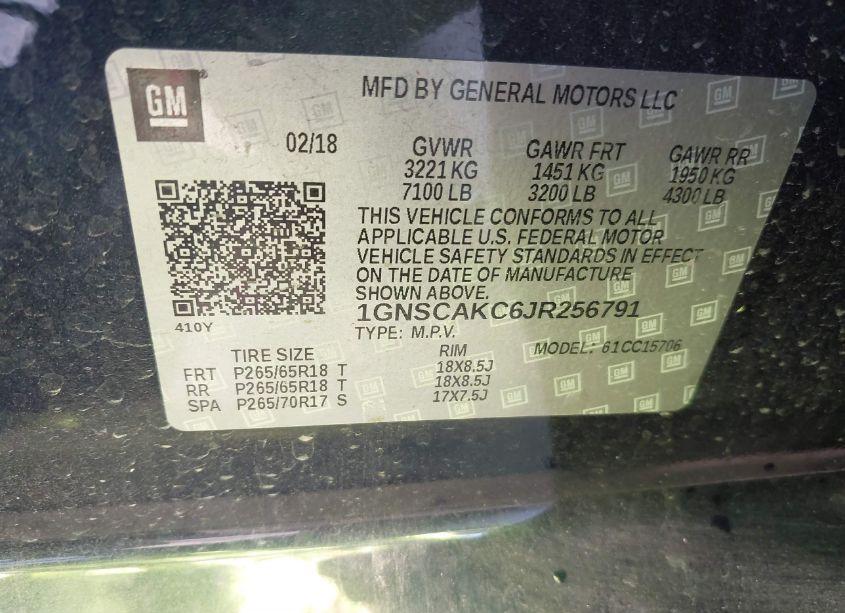 GM
MFD BY GENERAL MOTORS LLC
02/18
GVWR GAWR FRT GAWR RR
3221 KG 1451 KG 1950 KG
7100 LB 3200 LB 4300 LB
THIS VEHICLE CONFORMS TO ALL
APPLICABLE U.S. FEDERAL MOTOR
VEHICLE SAFETY STANDARDS IN EFFECT
ON THE DATE OF MANUFACTURE
SHOWN ABOVE.
1GNSCAKC6JR256791
410Y
TYPE: M.P.V. MODEL: 61CC15706
TIRE SIZE RIM
FRT P265/65R18 T 18X8.5J
RR P265/65R18 T 18X8.5J
SPA P265/70R17 S 17X7.5J